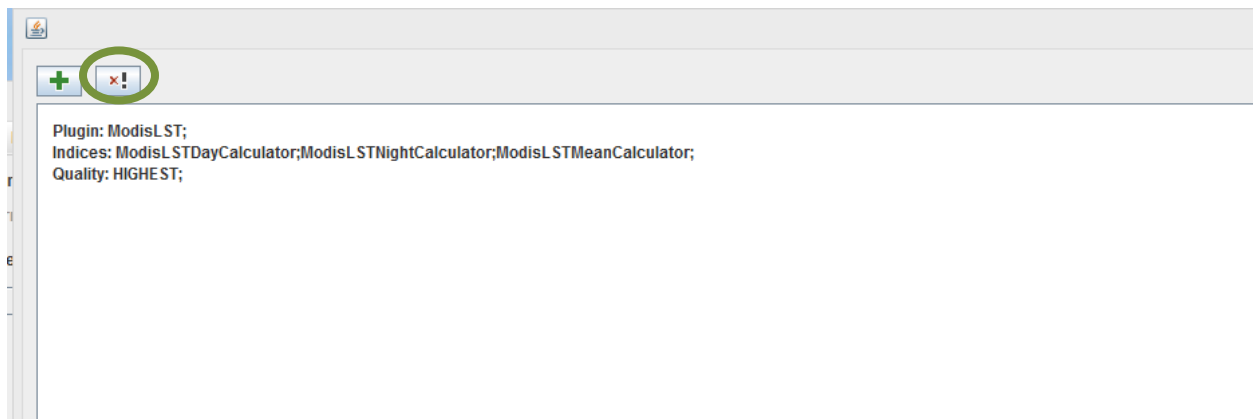 Plugin: ModisLST;
Indices: ModisLSTDayCalculator;ModisLSTNightCalculator;ModisLSTMeanCalculator;
Quality: HIGHEST;